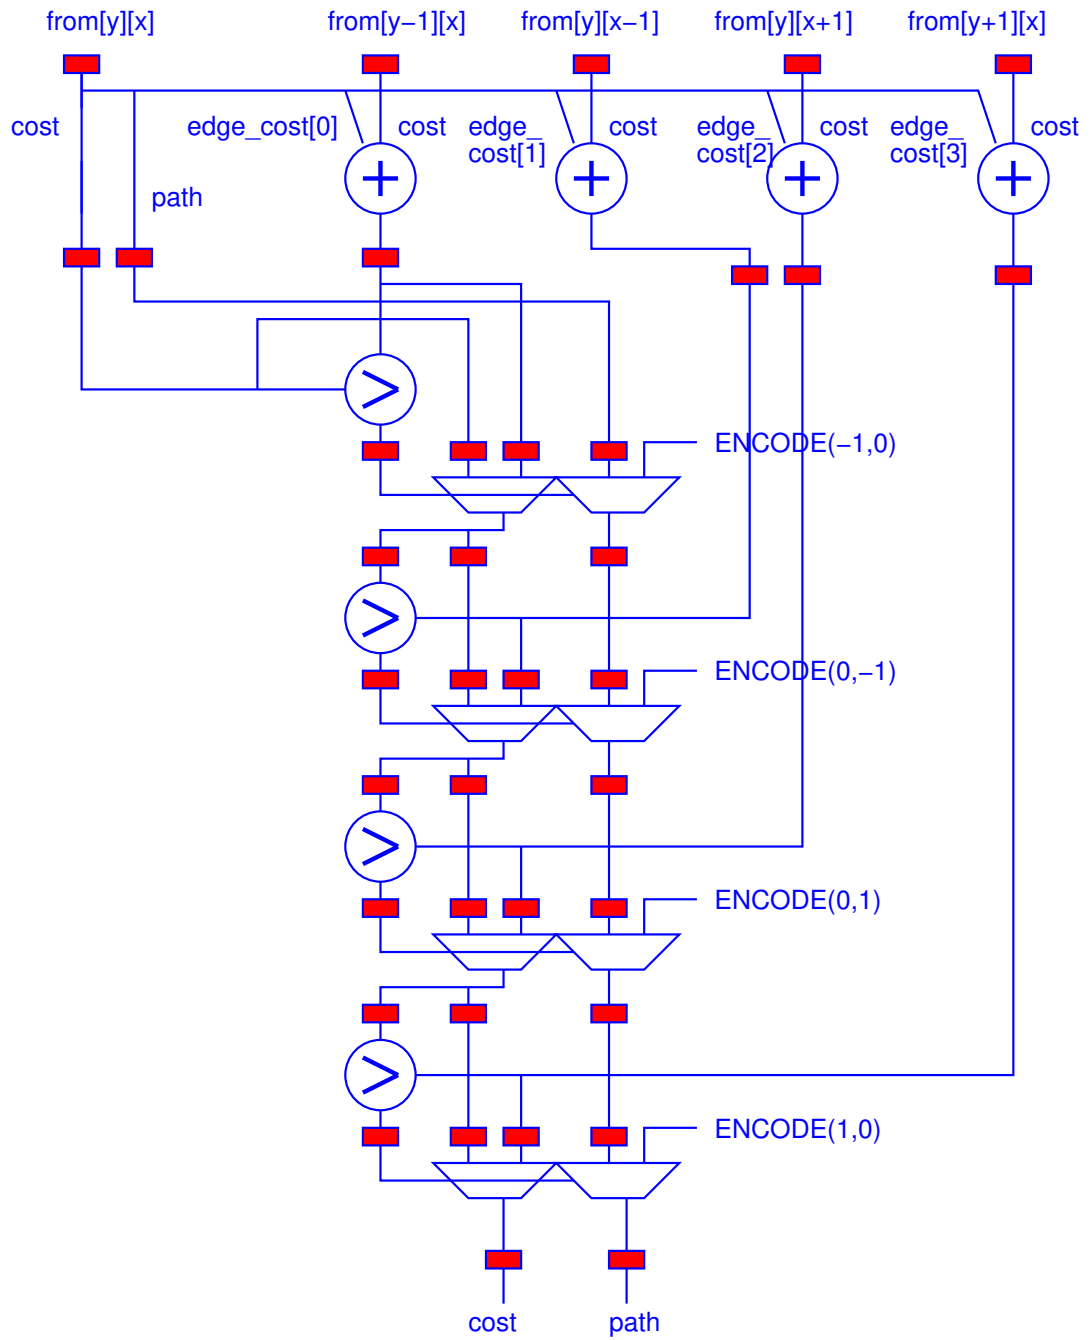 from[y][x]
from[y−1][x]
from[y][x−1]
from[y][x+1]
from[y+1][x]
cost
edge_cost[0]
cost
edge_
cost[1]
cost
edge_
cost[2]
cost
edge_
cost[3]
cost
+
+
+
+
path
>
ENCODE(−1,0)
>
ENCODE(0,−1)
>
ENCODE(0,1)
>
ENCODE(1,0)
cost
path